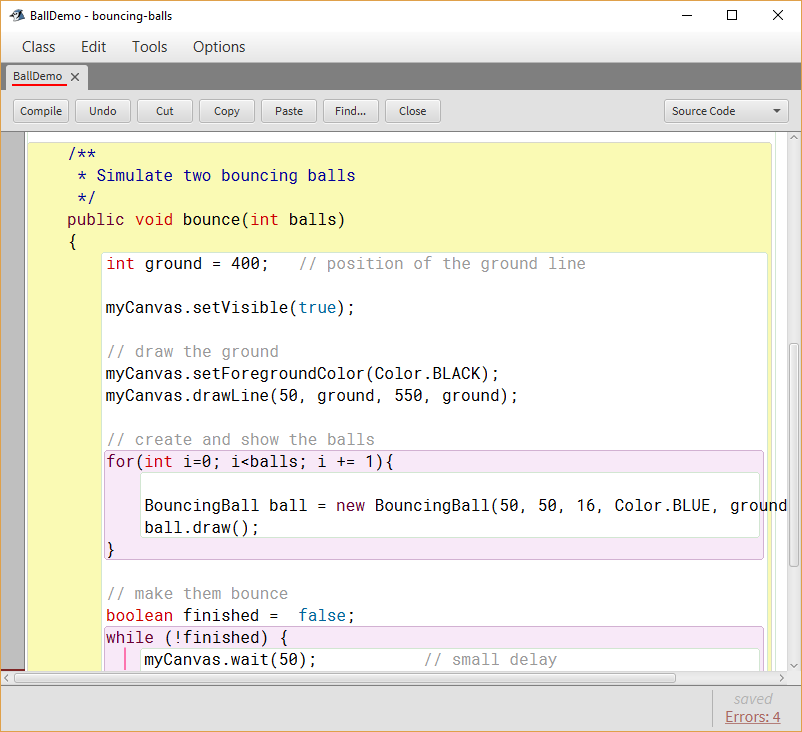 BallDemo - bouncing-balls
Class Edit Tools Options
BallDemo
Compile Undo Cut Copy Paste Find... Close Source Code
/**
 * Simulate two bouncing balls
 */
public void bounce(int balls)
{
int ground = 400;   // position of the ground line
myCanvas.setVisible(true);
// draw the ground
myCanvas.setForegroundColor(Color.BLACK);
myCanvas.drawLine(50, ground, 550, ground);
// create and show the balls
for(int i=0; i<balls; i += 1){
BouncingBall ball = new BouncingBall(50, 50, 16, Color.BLUE, ground
ball.draw();
}
// make them bounce
boolean finished =  false;
while (!finished) {
myCanvas.wait(50);           // small delay
saved
Errors: 4